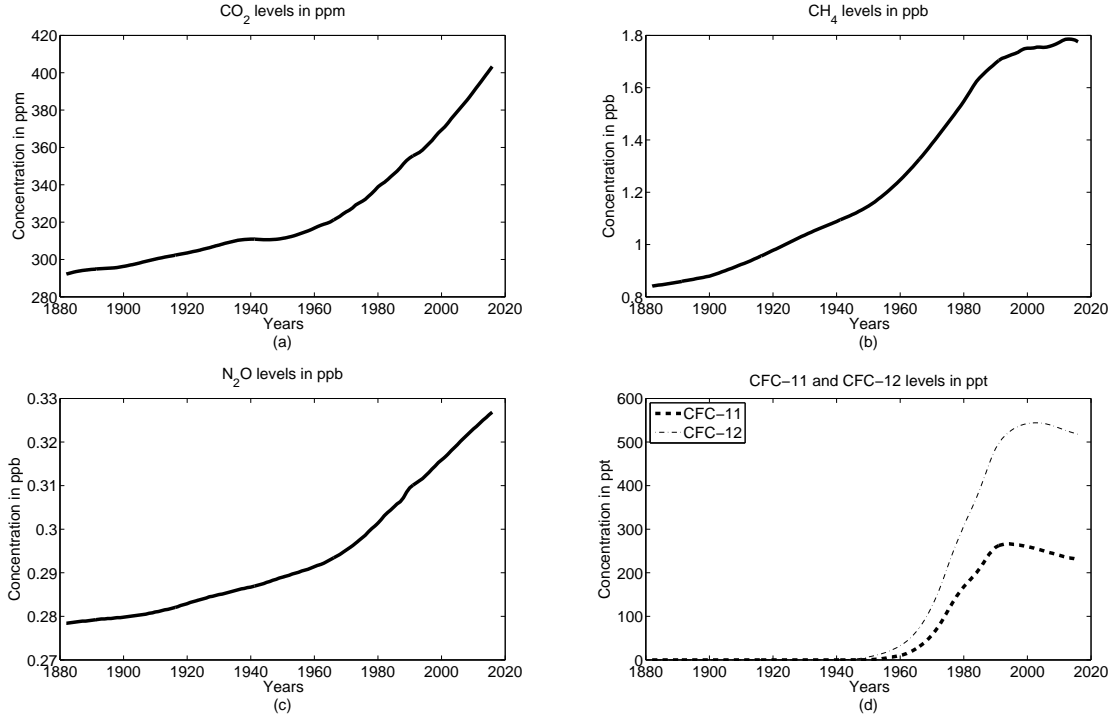 CO2 levels in ppm
Concentration in ppm
420
400
380
360
340
320
300
280
1880 1900 1920 1940 1960 1980 2000 2020
Years
(a)
CH4 levels in ppb
Concentration in ppb
1.8
1.6
1.4
1.2
1
0.8
1880 1900 1920 1940 1960 1980 2000 2020
Years
(b)
N2O levels in ppb
Concentration in ppb
0.33
0.32
0.31
0.3
0.29
0.28
0.27
1880 1900 1920 1940 1960 1980 2000 2020
Years
(c)
CFC−11 and CFC−12 levels in ppt
Concentration in ppt
600
500
400
300
200
100
0
CFC−11
CFC−12
1880 1900 1920 1940 1960 1980 2000 2020
Years
(d)